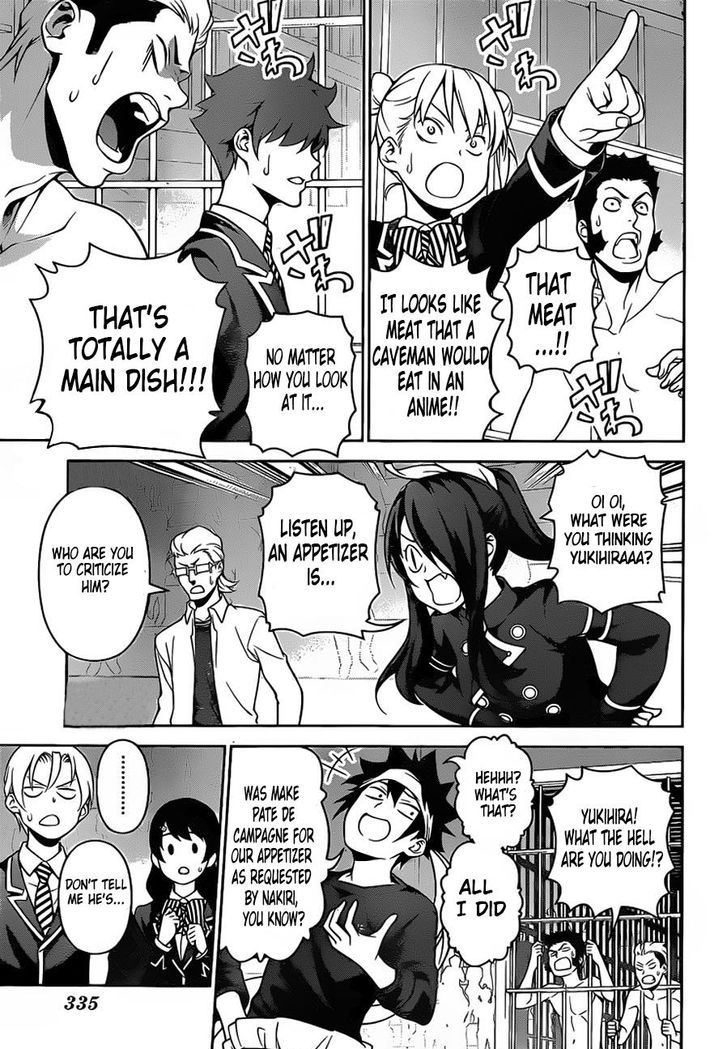 THAT
MEAT
...!!
IT LOOKS LIKE
MEAT THAT A
CAVEMAN WOULD
EAT IN AN
ANIME!!
NO MATTER
HOW YOU LOOK
AT IT...
THAT'S
TOTALLY A
MAIN DISH!!!
ざわ
ざわ
ざわ
ざわ
OI OI,
WHAT WERE
YOU THINKING
YUKIHIRAAA?
LISTEN UP,
AN APPETIZER
IS...
WHO ARE YOU
TO CRITICIZE
HIM?
YUKIHIRA!
WHAT THE HELL
ARE YOU DOING!?
HEHHH?
WHAT'S
THAT?
ALL
I DID
WAS MAKE
PATE DE
CAMPAGNE FOR
OUR APPETIZER
AS REQUESTED
BY NAKIRI,
YOU KNOW?
.........
DON'T TELL
ME HE'S...
335